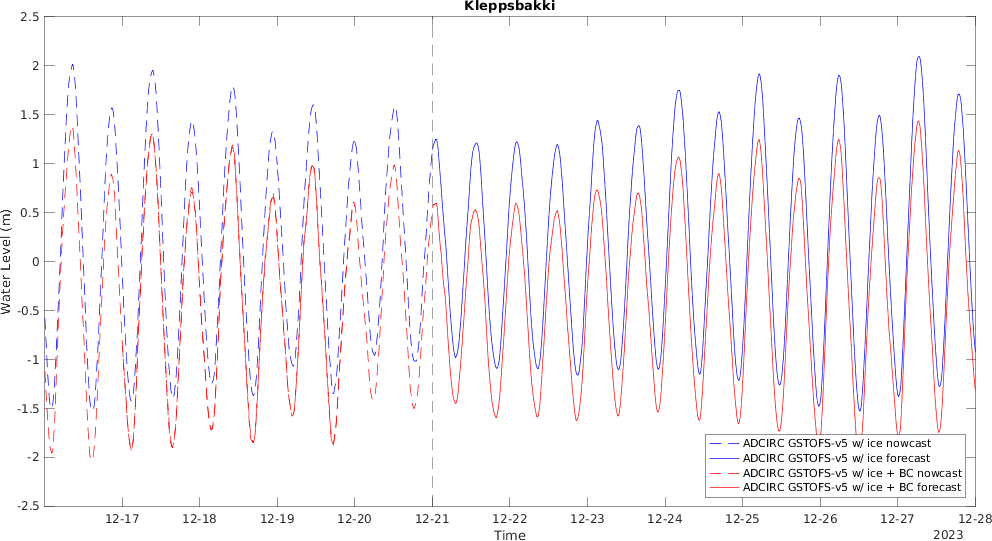 Kleppsbakki
2.5
2
1.5
1
0.5
0
-0.5
-1
-1.5
-2
-2.5
Water Level (m)
12-17 12-18 12-19 12-20 12-21 12-22 12-23 12-24 12-25 12-26 12-27 12-28
Time
2023
ADCIRC GSTOFS-v5 w/ ice nowcast
ADCIRC GSTOFS-v5 w/ ice forecast
ADCIRC GSTOFS-v5 w/ ice + BC nowcast
ADCIRC GSTOFS-v5 w/ ice + BC forecast